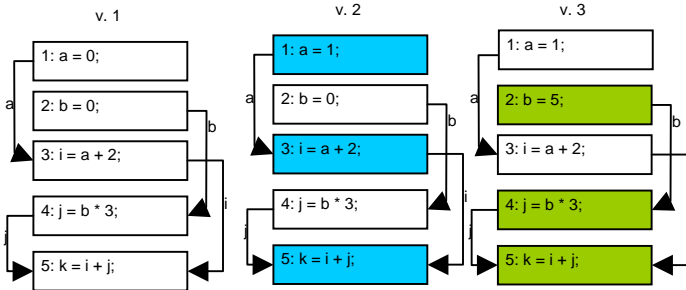 v. 1
1: a = 0;
a
2: b = 0;
b
3: i = a + 2;
i
4: j = b * 3;
j
5: k = i + j;
v. 2
1: a = 1;
a
2: b = 0;
b
3: i = a + 2;
i
4: j = b * 3;
j
5: k = i + j;
v. 3
1: a = 1;
a
2: b = 5;
b
3: i = a + 2;
4: j = b * 3;
j
5: k = i + j;